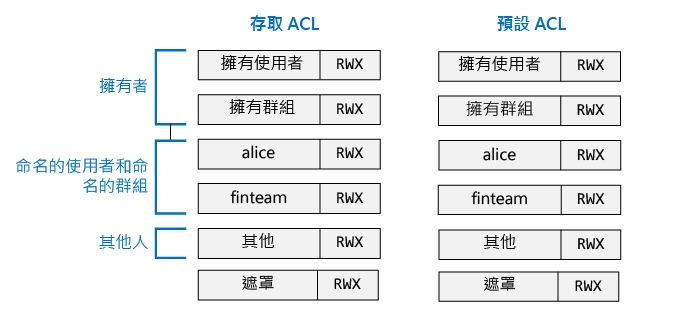 存取 ACL
預設 ACL
擁有者
擁有使用者 RWX
擁有使用者 RWX
擁有群組 RWX
擁有群組 RWX
命名的使用者和命
名的群組
alice RWX
alice RWX
finteam RWX
finteam RWX
其他人
其他 RWX
其他 RWX
遮罩 RWX
遮罩 RWX